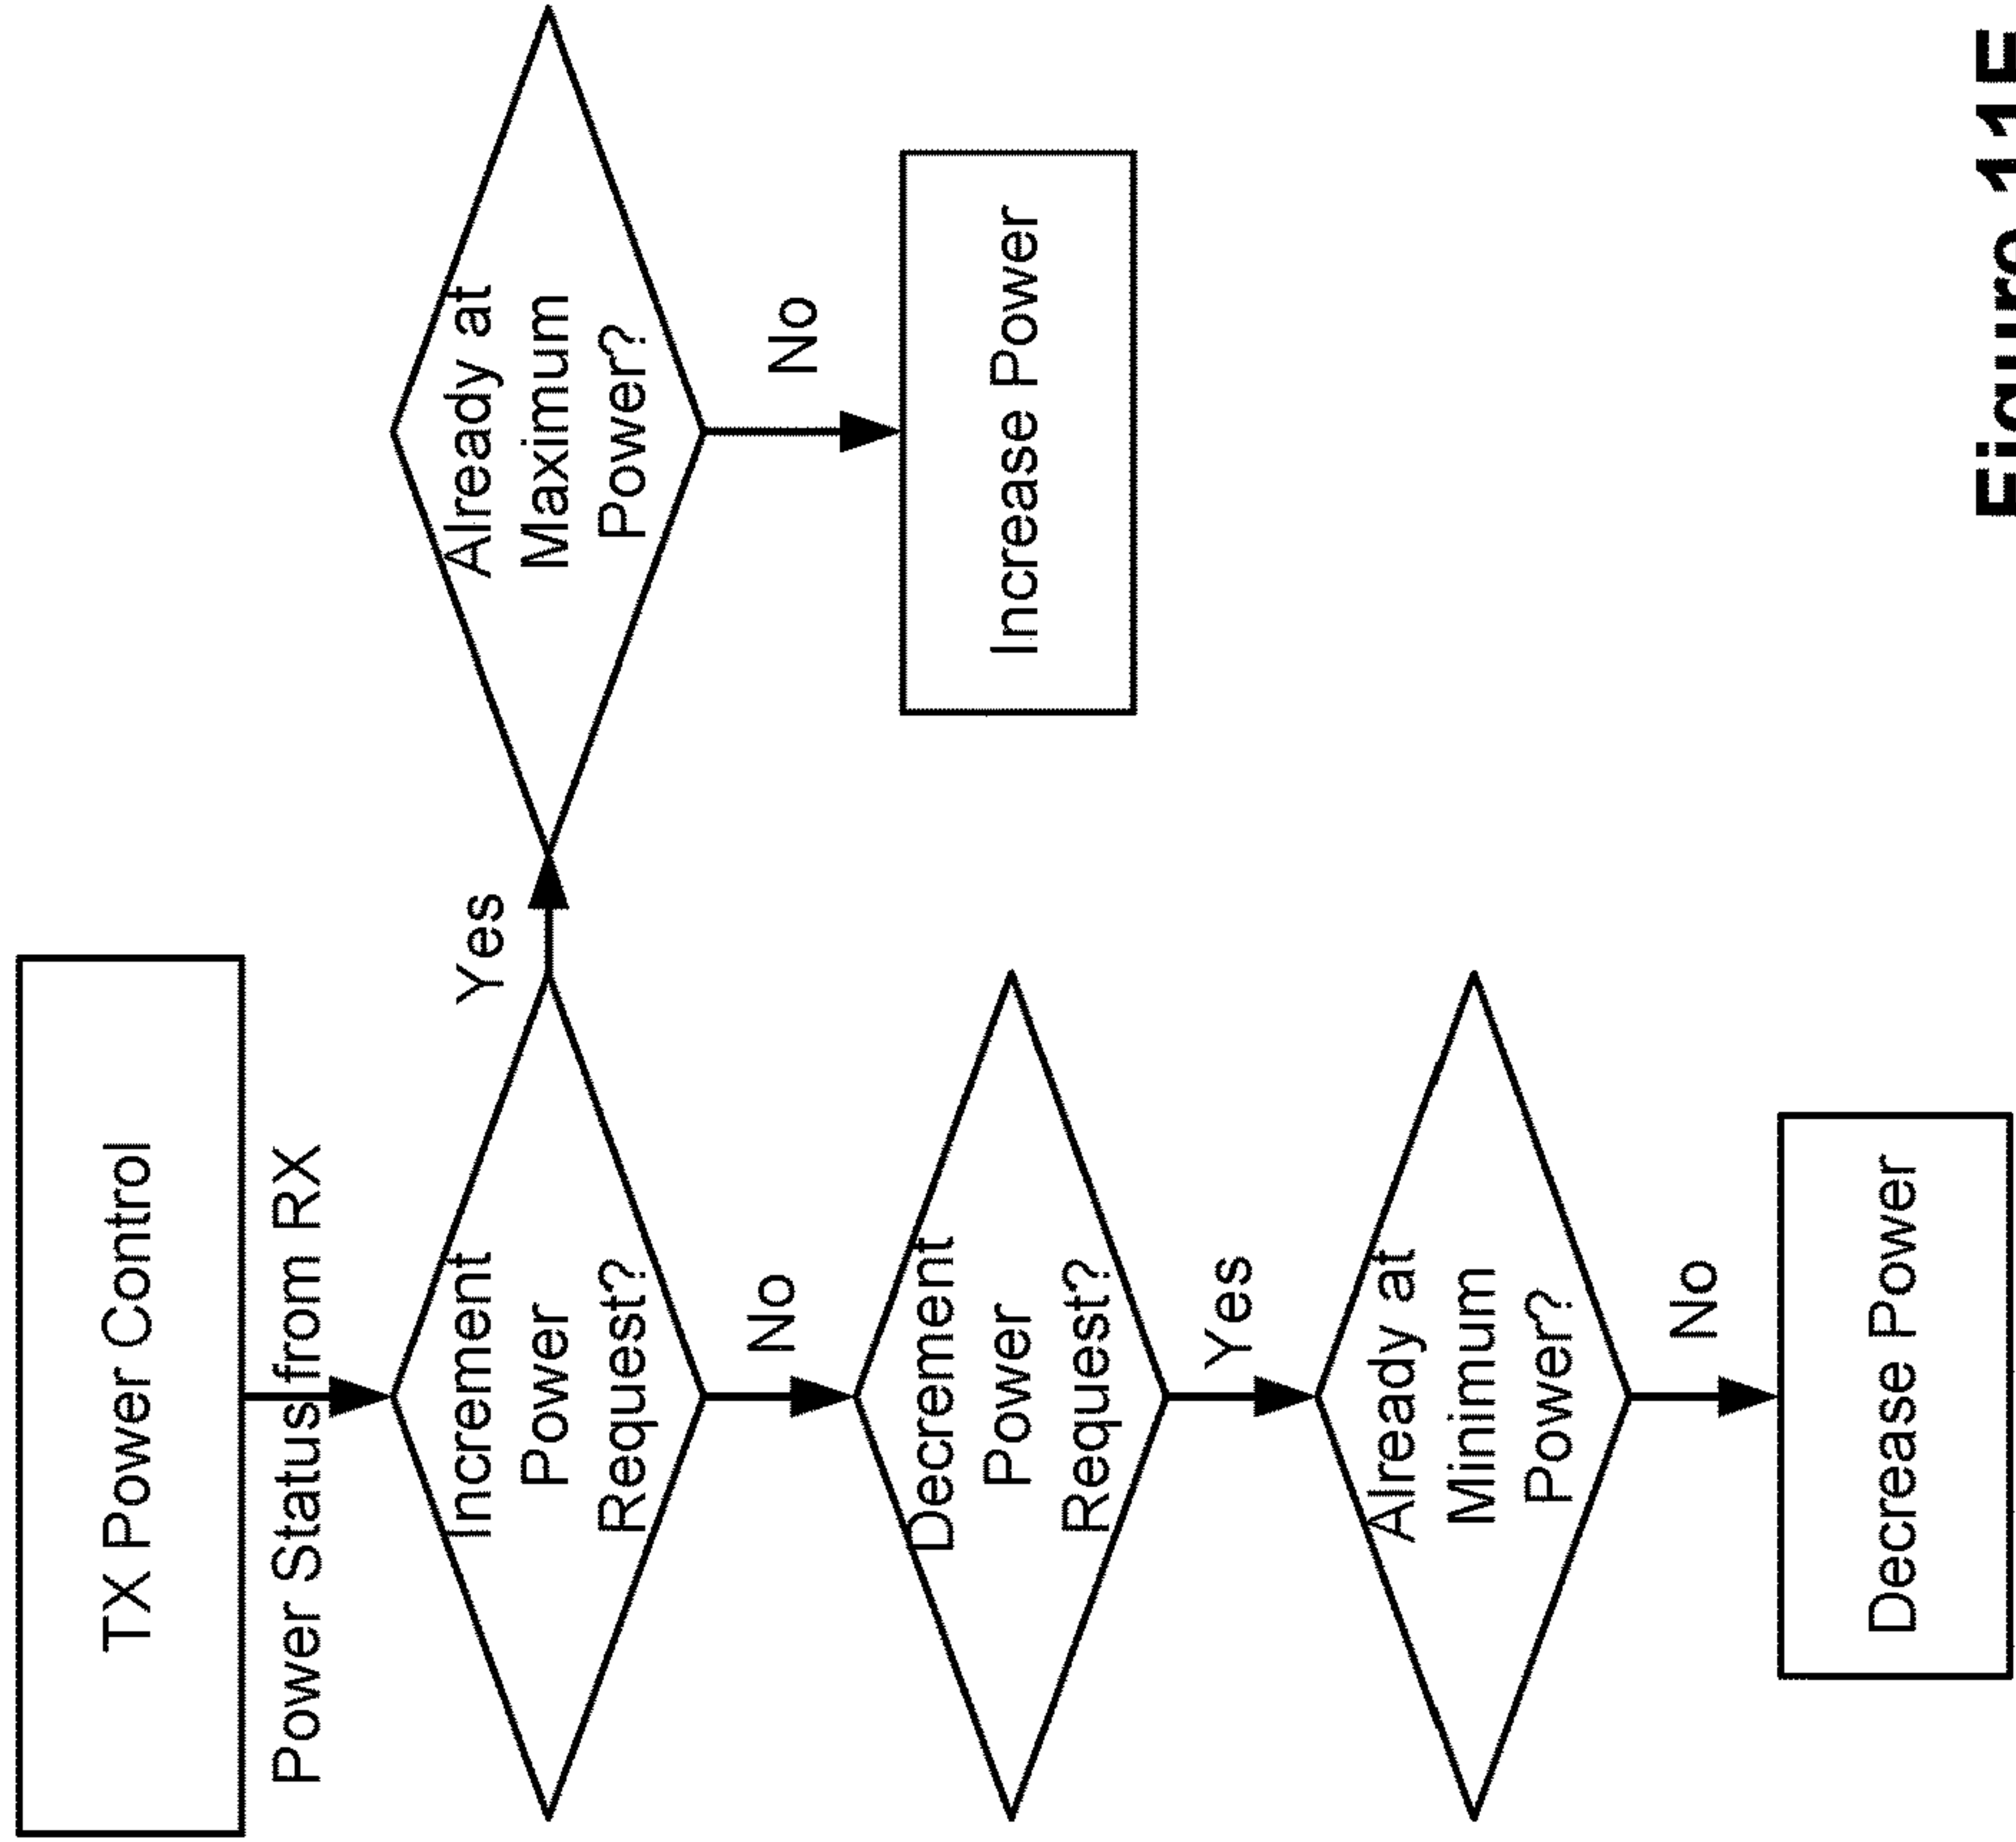 TX Power Control
Power Status from RX
Increment
Power
Request?
Yes
Already at
Maximum
Power?
No
Increase Power
No
Decrement
Power
Request?
Yes
Already at
Minimum
Power?
No
Decrease Power
Figure